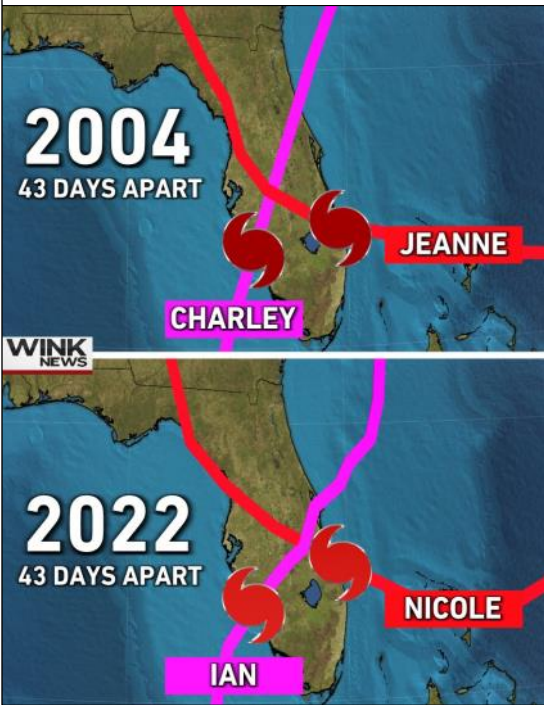 2004
43 DAYS APART
JEANNE
CHARLEY
WINK
NEWS
2022
43 DAYS APART
NICOLE
IAN